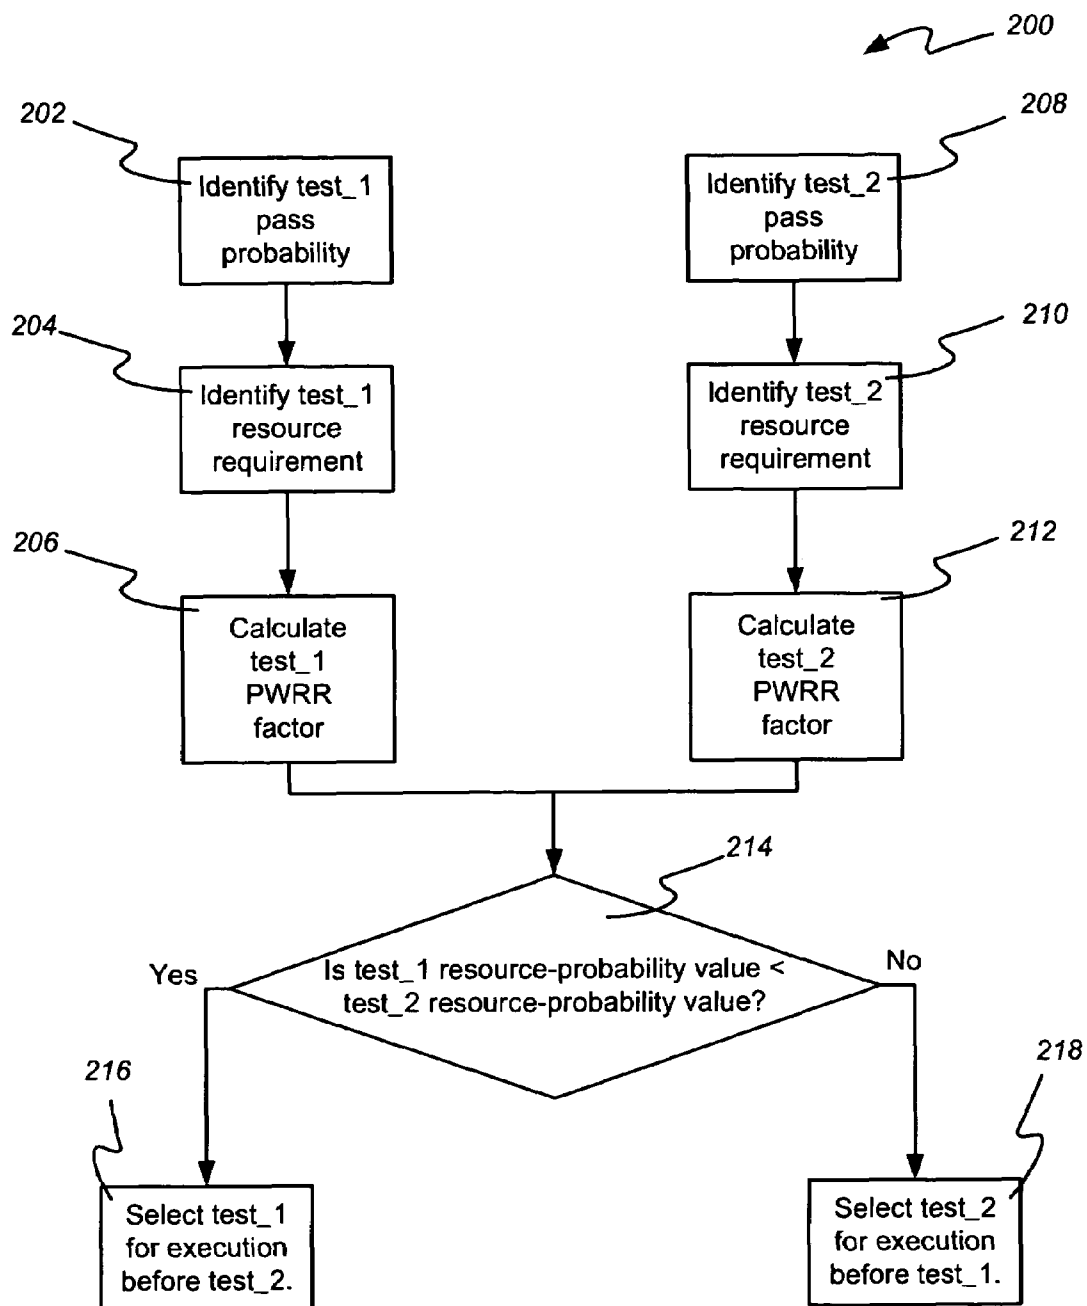 200
202
208
Identify test_1
pass
probability
Identify test_2
pass
probability
204
210
Identify test_1
resource
requirement
Identify test_2
resource
requirement
206
212
Calculate
test_1
PWRR
factor
Calculate
test_2
PWRR
factor
214
Yes
Is test_1 resource-probability value <
test_2 resource-probability value?
No
216
218
Select test_1
for execution
before test_2.
Select test_2
for execution
before test_1.